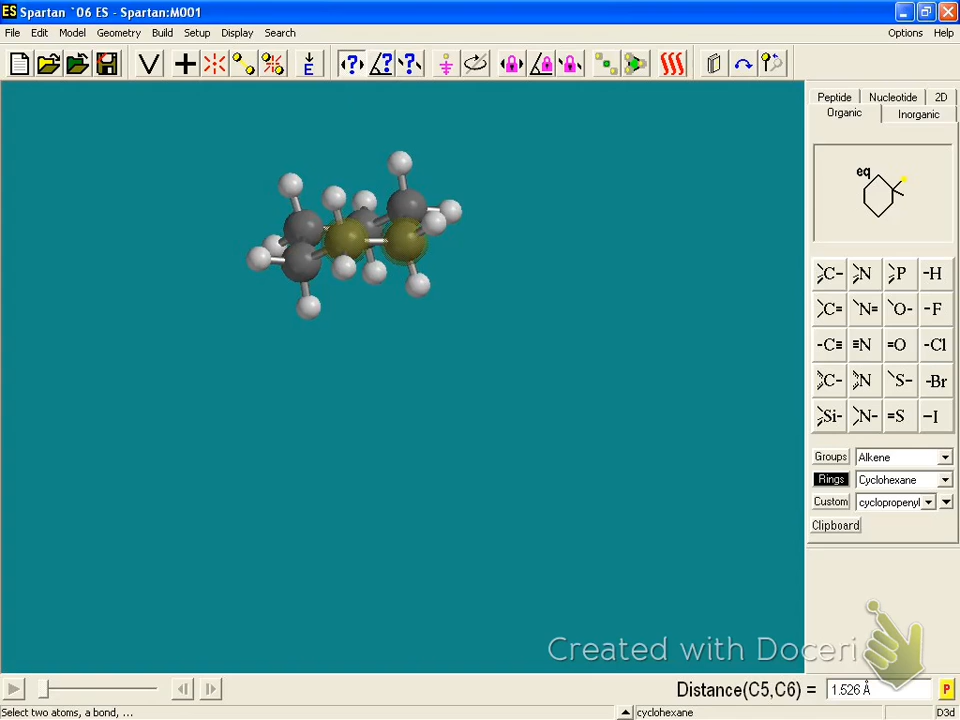 ES Spartan `06 ES - Spartan:M001
File Edit Model Geometry Build Setup Display Search Options Help
E
Peptide Nucleotide 2D
Organic Inorganic
eq
C- N P -H
C= N= O- -F
-C≡ ≡N =O -Cl
C- N S- -Br
Si- N- =S -I
Groups Alkene
Rings Cyclohexane
Custom cyclopropenyl
Clipboard
Created with Doceri
Distance(C5,C6) = 1.526 Å P
Select two atoms, a bond, ... cyclohexane D3d